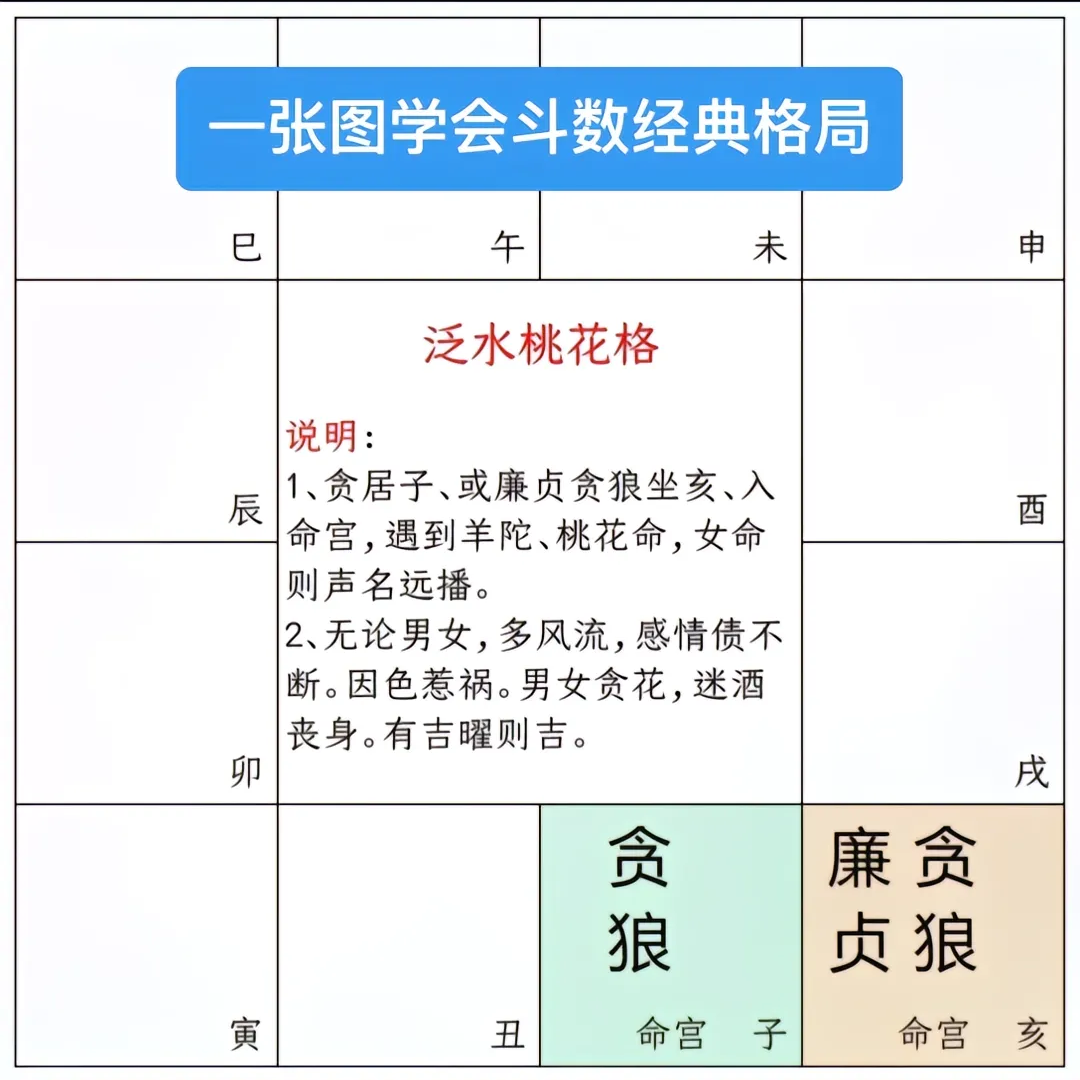 一张图学会斗数经典格局
巳
午
未
申
泛水桃花格
说明:
1、贪居子、或廉贞贪狼坐亥、入
命宫,遇到羊陀、桃花命,女命
则声名远播。
2、无论男女,多风流,感情债不
断。因色惹祸。男女贪花,迷酒
丧身。有吉曜则吉。
辰
酉
卯
戌
寅
丑
贪
狼
命宫 子
廉 贪
贞 狼
命宫 亥